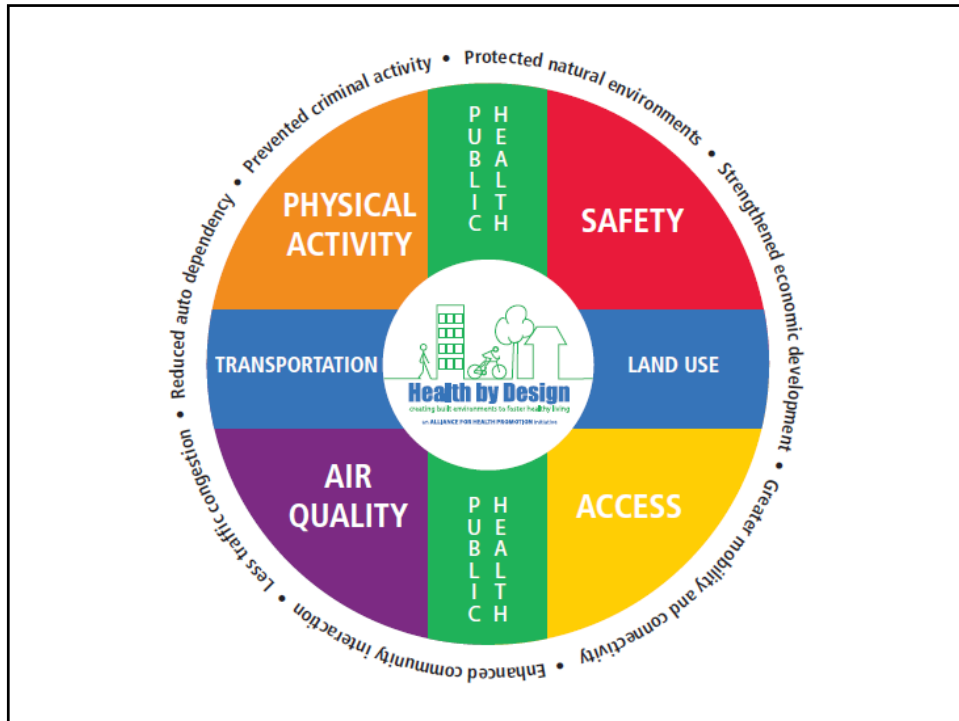 Protected natural environments • Strengthened economic development • Greater mobility and connectivity • Enhanced community interaction • Less traffic congestion • Reduced auto dependency • Prevented criminal activity •
PUBLIC
HEALTH
PHYSICAL
ACTIVITY
SAFETY
TRANSPORTATION
LAND USE
Health by Design
creating built environments to foster healthy living
an ALLIANCE FOR HEALTH PROMOTION initiative
AIR
QUALITY
ACCESS
PUBLIC
HEALTH